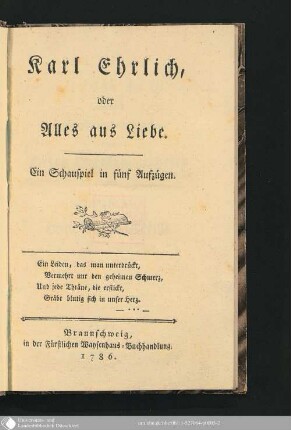 Karl Ehrlich,
oder
Alles aus Liebe.
Ein Schauspiel in fünf Aufzügen.
Ein Leiden, das man unterdrückt,
Vermehrt nur den geheimen Schmerz,
Und jede Thräne, die erstickt,
Gräbt blutig sich in unser Herz.
Braunschweig,
in der Fürstlichen Waysenhaus-Buchhandlung.
1786.